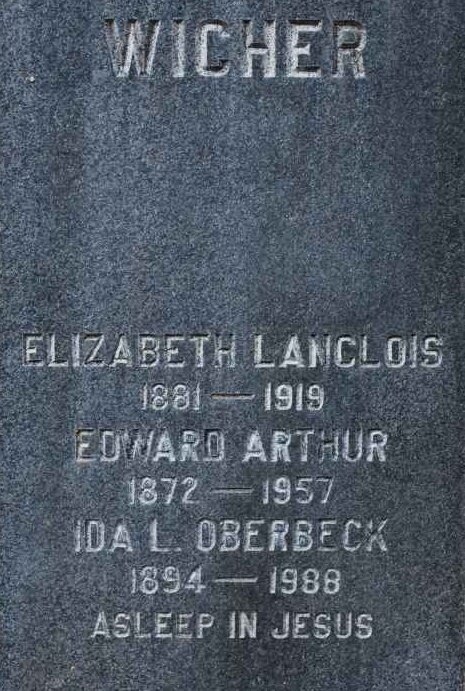 WICHER
ELIZABETH LANCLOIS
1881 — 1919
EDWARD ARTHUR
1872 — 1957
IDA L. OBERBECK
1894 — 1988
ASLEEP IN JESUS